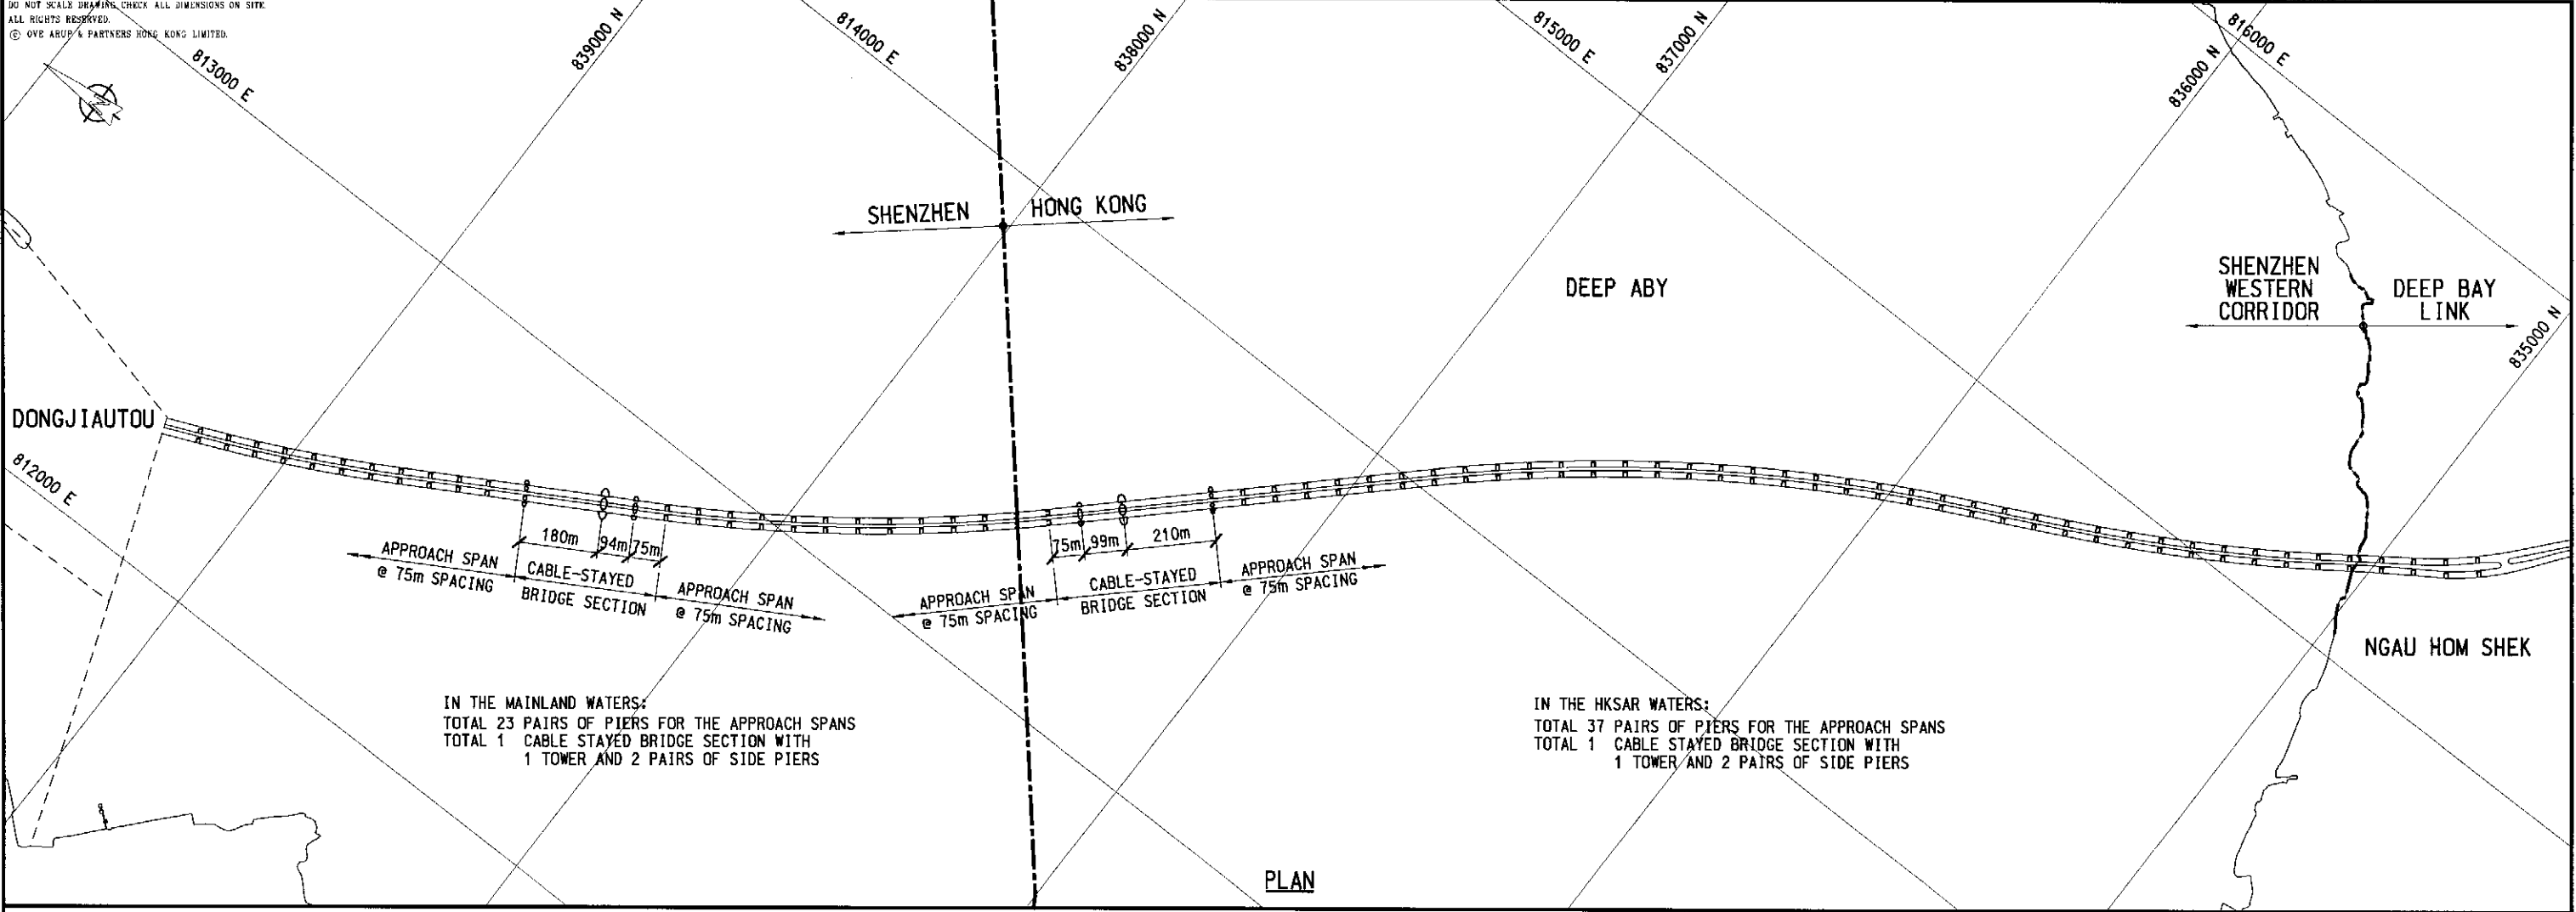 DO NOT SCALE DRAWING. CHECK ALL DIMENSIONS ON SITE.
ALL RIGHTS RESERVED.
© OVE ARUP & PARTNERS HONG KONG LIMITED.
813000 E
839000 N
814000 E
838000 N
815000 E
837000 N
836000 N
816000 E
835000 N
812000 E
N
SHENZHEN
HONG KONG
DEEP ABY
SHENZHEN
WESTERN
CORRIDOR
DEEP BAY
LINK
DONGJIAUTOU
180m
94m
75m
APPROACH SPAN
@ 75m SPACING
CABLE-STAYED
BRIDGE SECTION
APPROACH SPAN
@ 75m SPACING
75m
99m
210m
APPROACH SPAN
@ 75m SPACING
CABLE-STAYED
BRIDGE SECTION
APPROACH SPAN
@ 75m SPACING
NGAU HOM SHEK
IN THE MAINLAND WATERS:
TOTAL 23 PAIRS OF PIERS FOR THE APPROACH SPANS
TOTAL 1 CABLE STAYED BRIDGE SECTION WITH
1 TOWER AND 2 PAIRS OF SIDE PIERS
IN THE HKSAR WATERS:
TOTAL 37 PAIRS OF PIERS FOR THE APPROACH SPANS
TOTAL 1 CABLE STAYED BRIDGE SECTION WITH
1 TOWER AND 2 PAIRS OF SIDE PIERS
PLAN